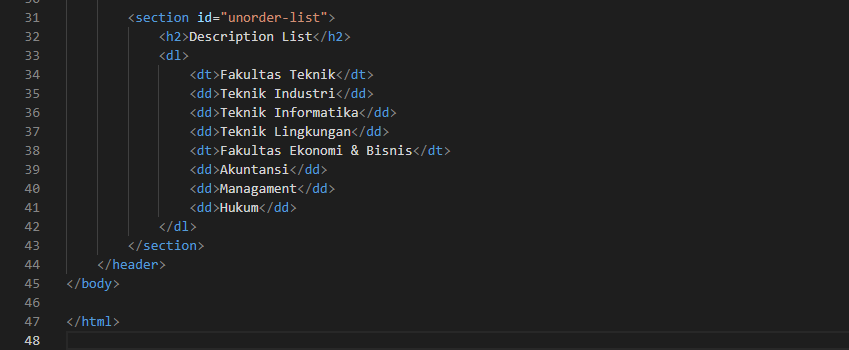 31 <section id="unorder-list">
32 <h2>Description List</h2>
33 <dl>
34 <dt>Fakultas Teknik</dt>
35 <dd>Teknik Industri</dd>
36 <dd>Teknik Informatika</dd>
37 <dd>Teknik Lingkungan</dd>
38 <dt>Fakultas Ekonomi & Bisnis</dt>
39 <dd>Akuntansi</dd>
40 <dd>Managament</dd>
41 <dd>Hukum</dd>
42 </dl>
43 </section>
44 </header>
45 </body>
46
47 </html>
48